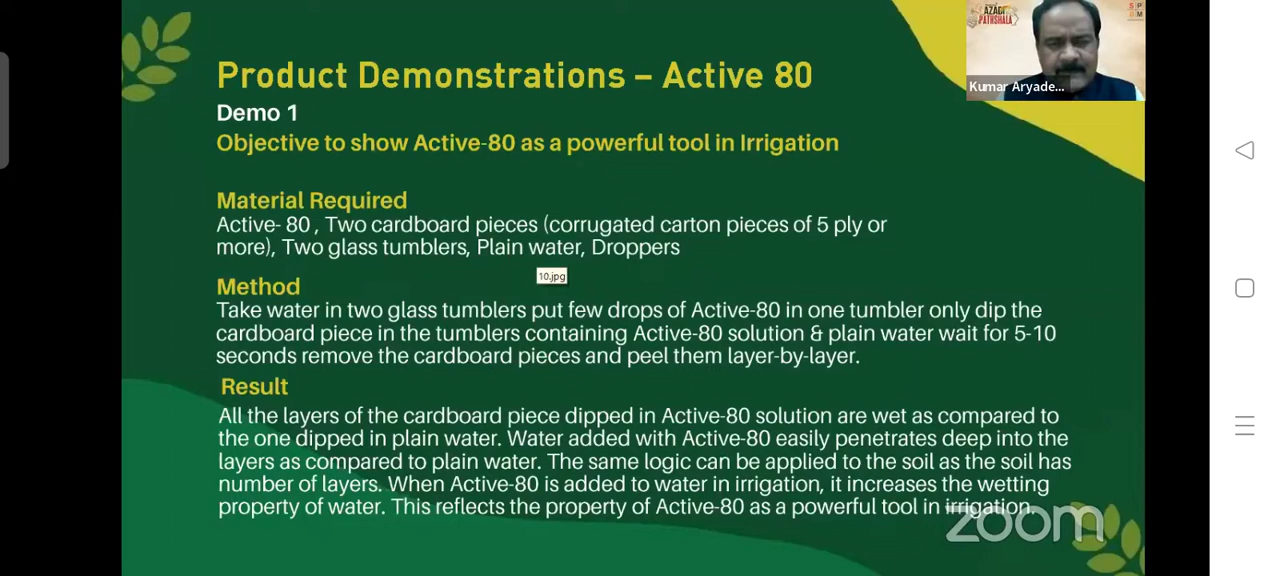 Product Demonstrations – Active 80
AZADI
PATHSHALA
S P
B M
Kumar Aryade...
Demo 1
Objective to show Active-80 as a powerful tool in Irrigation
Material Required
Active- 80 , Two cardboard pieces (corrugated carton pieces of 5 ply or
more), Two glass tumblers, Plain water, Droppers
10.jpg
Method
Take water in two glass tumblers put few drops of Active-80 in one tumbler only dip the
cardboard piece in the tumblers containing Active-80 solution & plain water wait for 5-10
seconds remove the cardboard pieces and peel them layer-by-layer.
Result
All the layers of the cardboard piece dipped in Active-80 solution are wet as compared to
the one dipped in plain water. Water added with Active-80 easily penetrates deep into the
layers as compared to plain water. The same logic can be applied to the soil as the soil has
number of layers. When Active-80 is added to water in irrigation, it increases the wetting
property of water. This reflects the property of Active-80 as a powerful tool in irrigation.
zoom